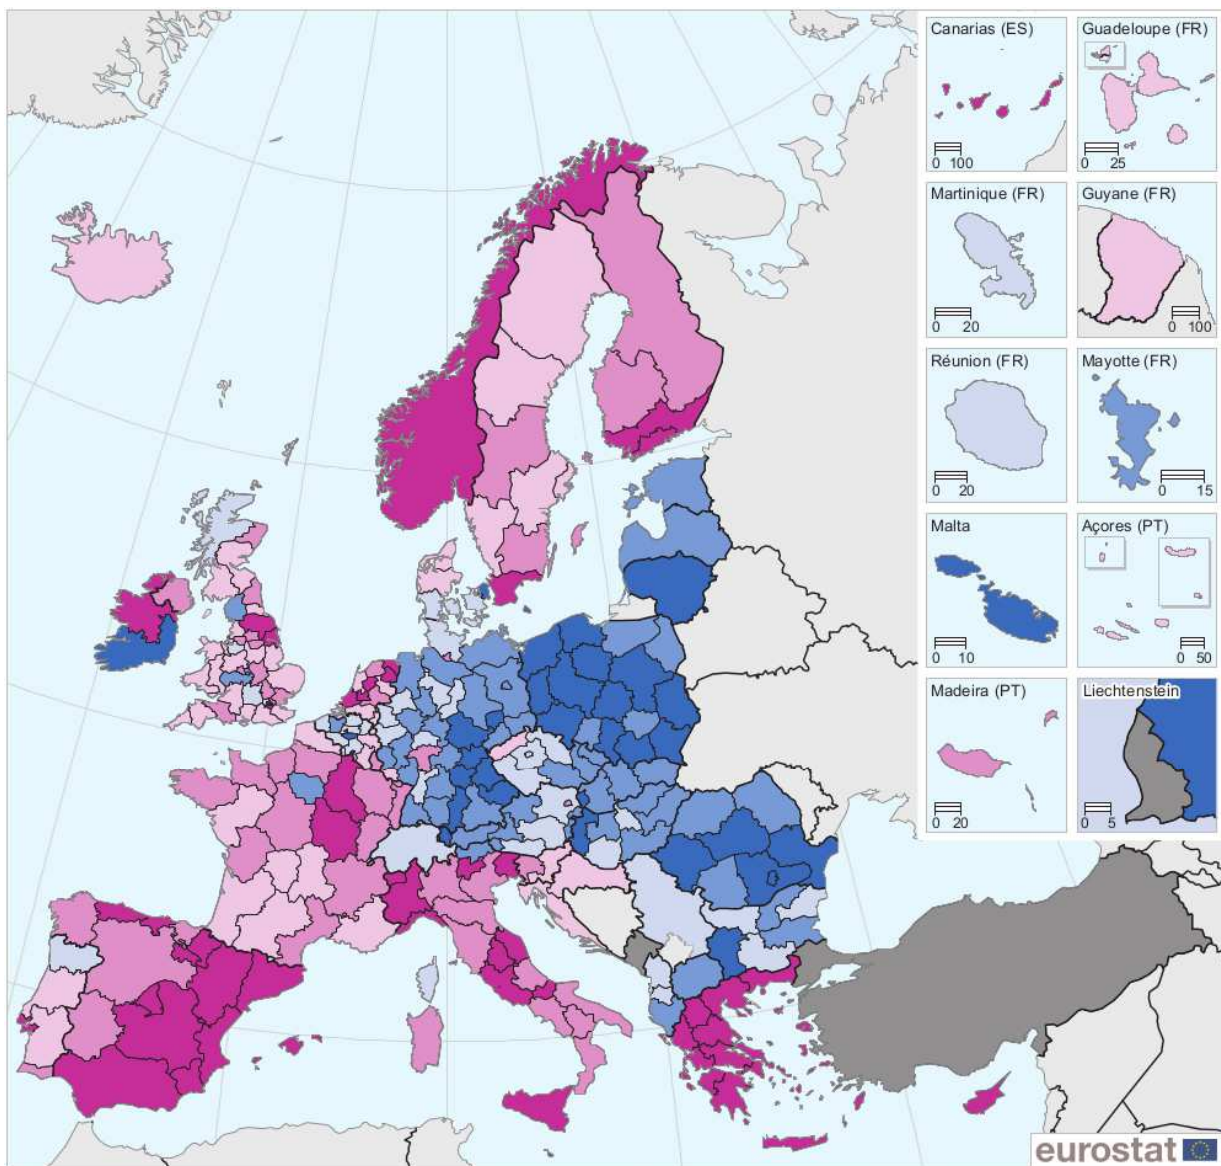 Canarias (ES)
0 100
Guadeloupe (FR)
0 25
Martinique (FR)
0 20
Guyane (FR)
0 100
Réunion (FR)
0 20
Mayotte (FR)
0 15
Malta
0 10
Açores (PT)
0 50
Madeira (PT)
0 20
Liechtenstein
0 5
eurostat